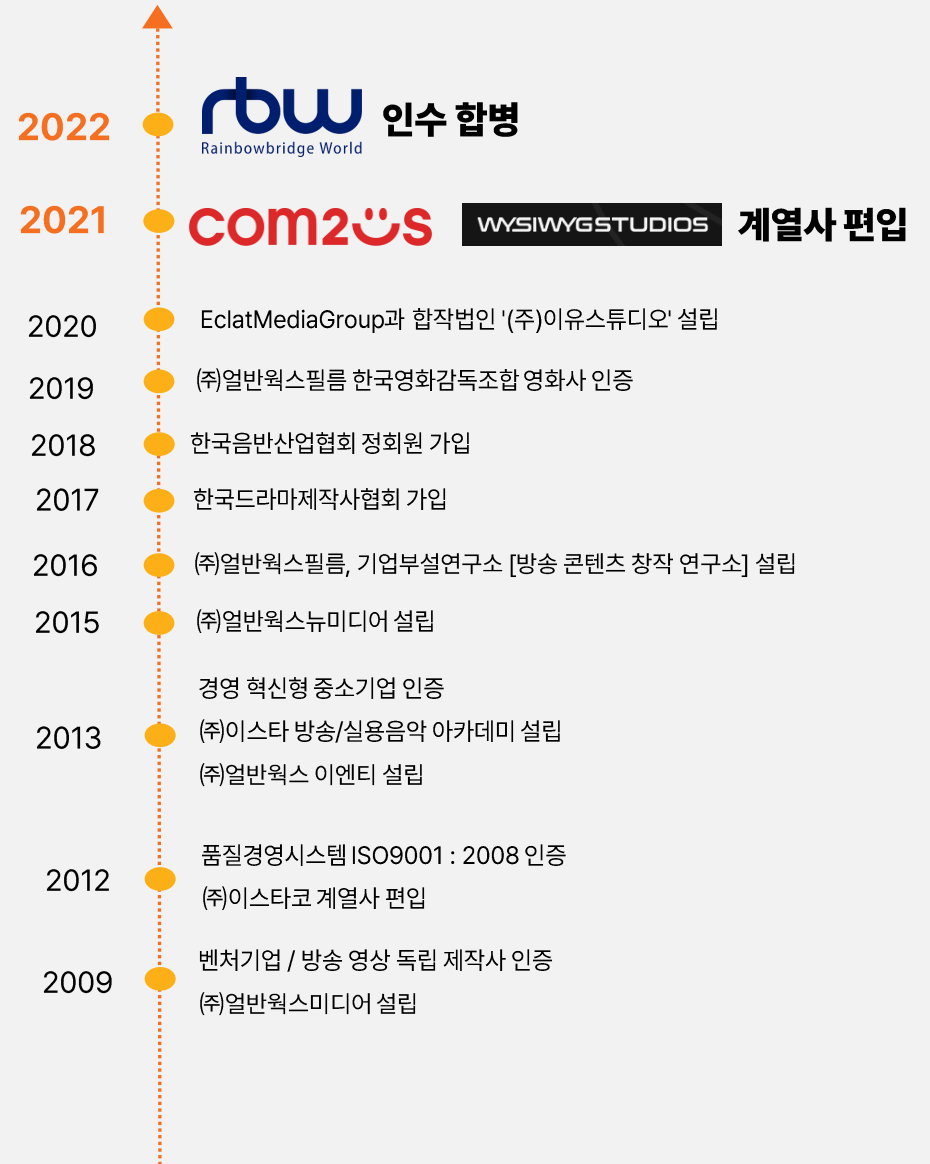 2022
rbw
Rainbowbridge World
인수 합병
2021
com2us
WYSIWYGSTUDIOS
계열사 편입
2020
EclatMediaGroup과 합작법인 '(주)이유스튜디오' 설립
2019
㈜얼반웍스필름 한국영화감독조합 영화사 인증
2018
한국음반산업협회 정회원 가입
2017
한국드라마제작사협회 가입
2016
㈜얼반웍스필름, 기업부설연구소 [방송 콘텐츠 창작 연구소] 설립
2015
㈜얼반웍스뉴미디어 설립
2013
경영 혁신형 중소기업 인증
㈜이스타 방송/실용음악 아카데미 설립
㈜얼반웍스 이엔티 설립
2012
품질경영시스템 ISO9001 : 2008 인증
㈜이스타코 계열사 편입
2009
벤처기업 / 방송 영상 독립 제작사 인증
㈜얼반웍스미디어 설립